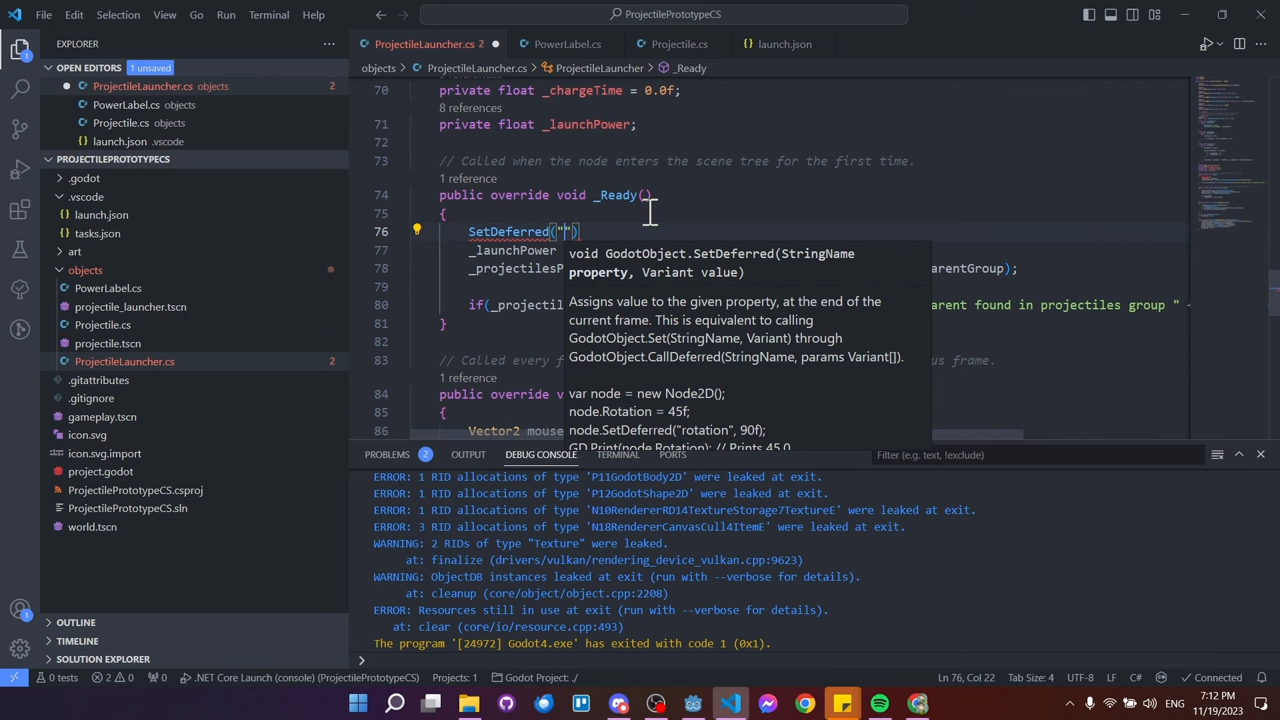 File Edit Selection View Go Run Terminal Help
ProjectilePrototypeCS
EXPLORER
OPEN EDITORS 1 unsaved
ProjectileLauncher.cs objects 2
PowerLabel.cs objects
Projectile.cs objects
launch.json .vscode
PROJECTILEPROTOTYPECS
.godot
.vscode
launch.json
tasks.json
art
objects
PowerLabel.cs
projectile_launcher.tscn
Projectile.cs
projectile.tscn
ProjectileLauncher.cs 2
.gitattributes
.gitignore
gameplay.tscn
icon.svg
icon.svg.import
project.godot
ProjectilePrototypeCS.csproj
ProjectilePrototypeCS.sln
world.tscn
OUTLINE
TIMELINE
SOLUTION EXPLORER
ProjectileLauncher.cs 2 PowerLabel.cs Projectile.cs launch.json
objects > ProjectileLauncher.cs > ProjectileLauncher > _Ready
70 private float _chargeTime = 0.0f;
8 references
71 private float _launchPower;
72
73 // Called when the node enters the scene tree for the first time.
1 reference
74 public override void _Ready()
75 {
76 SetDeferred("")
77 _launchPower
78 _projectilesP arentGroup);
79
80 if(_projectil rent found in projectiles group "
81 }
82
83 // Called every f us frame.
1 reference
84 public override v
85 {
86 Vector2 mouse
void GodotObject.SetDeferred(StringName
property, Variant value)
Assigns value to the given property, at the end of the
current frame. This is equivalent to calling
GodotObject.Set(StringName, Variant) through
GodotObject.CallDeferred(StringName, params Variant[]).
var node = new Node2D();
node.Rotation = 45f;
node.SetDeferred("rotation", 90f);
GD.Print(node.Rotation); // Prints 45.0
PROBLEMS 2 OUTPUT DEBUG CONSOLE TERMINAL PORTS Filter (e.g. text, !exclude)
ERROR: 1 RID allocations of type 'P11GodotBody2D' were leaked at exit.
ERROR: 1 RID allocations of type 'P12GodotShape2D' were leaked at exit.
ERROR: 1 RID allocations of type 'N10RendererRD14TextureStorage7TextureE' were leaked at exit.
ERROR: 3 RID allocations of type 'N18RendererCanvasCull4ItemE' were leaked at exit.
WARNING: 2 RIDs of type "Texture" were leaked.
at: finalize (drivers/vulkan/rendering_device_vulkan.cpp:9623)
WARNING: ObjectDB instances leaked at exit (run with --verbose for details).
at: cleanup (core/object/object.cpp:2208)
ERROR: Resources still in use at exit (run with --verbose for details).
at: clear (core/io/resource.cpp:493)
The program '[24972] Godot4.exe' has exited with code 1 (0x1).
0 tests 2 0 0 .NET Core Launch (console) (ProjectilePrototypeCS) Projects: 1 Godot Project: ./ Ln 76, Col 22 Tab Size: 4 UTF-8 LF C# Connected
ENG 7:12 PM
11/19/2023